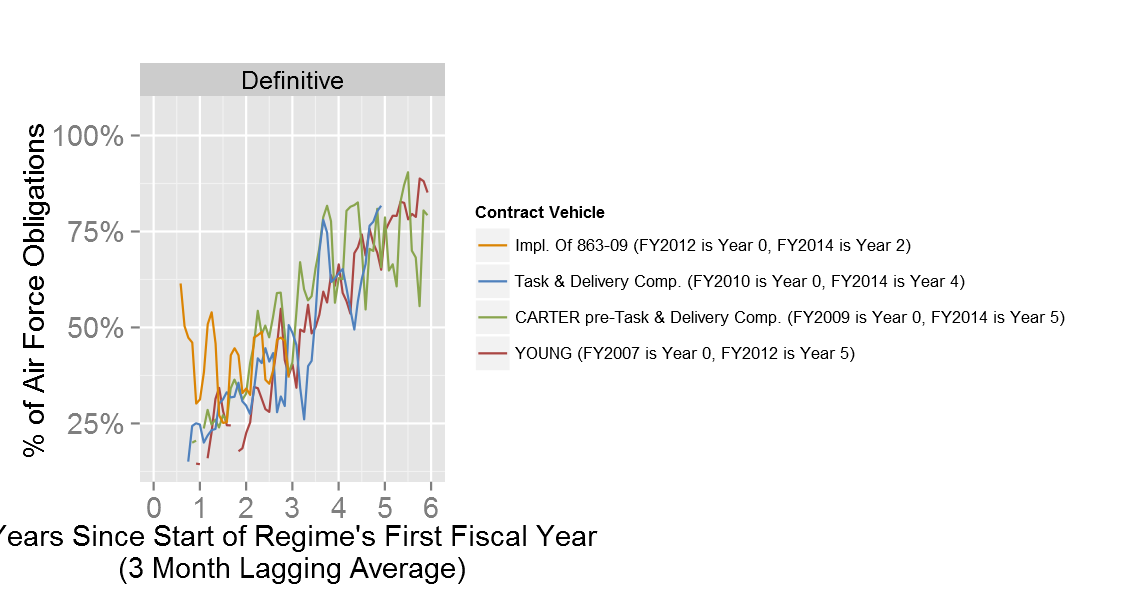 Definitive
% of Air Force Obligations
100%
75%
50%
25%
0 1 2 3 4 5 6
Years Since Start of Regime's First Fiscal Year
(3 Month Lagging Average)
Contract Vehicle
Impl. Of 863-09 (FY2012 is Year 0, FY2014 is Year 2)
Task & Delivery Comp. (FY2010 is Year 0, FY2014 is Year 4)
CARTER pre-Task & Delivery Comp. (FY2009 is Year 0, FY2014 is Year 5)
YOUNG (FY2007 is Year 0, FY2012 is Year 5)